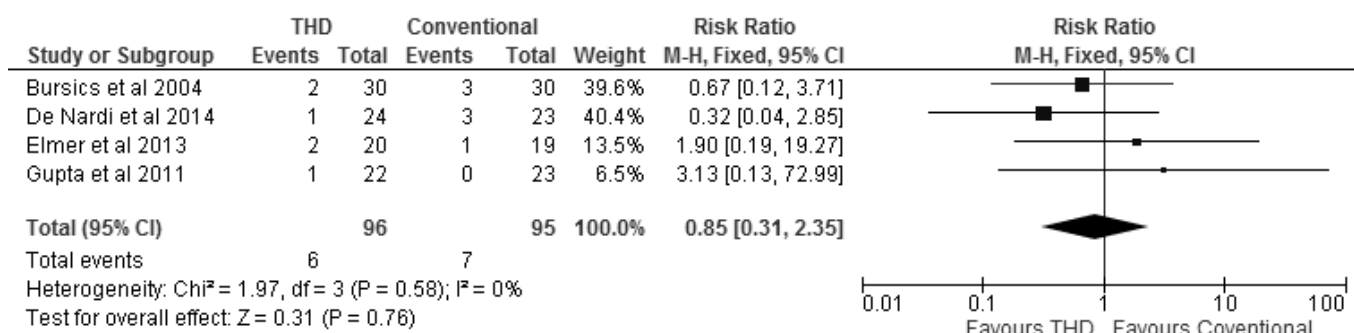 THD Conventional Risk Ratio Risk Ratio
Study or Subgroup Events Total Events Total Weight M-H, Fixed, 95% CI M-H, Fixed, 95% CI
Bursics et al 2004 2 30 3 30 39.6% 0.67 [0.12, 3.71]
De Nardi et al 2014 1 24 3 23 40.4% 0.32 [0.04, 2.85]
Elmer et al 2013 2 20 1 19 13.5% 1.90 [0.19, 19.27]
Gupta et al 2011 1 22 0 23 6.5% 3.13 [0.13, 72.99]
Total (95% CI) 96 95 100.0% 0.85 [0.31, 2.35]
Total events 6 7
Heterogeneity: Chi² = 1.97, df = 3 (P = 0.58); I² = 0%
Test for overall effect: Z = 0.31 (P = 0.76)
0.01 0.1 1 10 100
Favours THD Favours Coventional